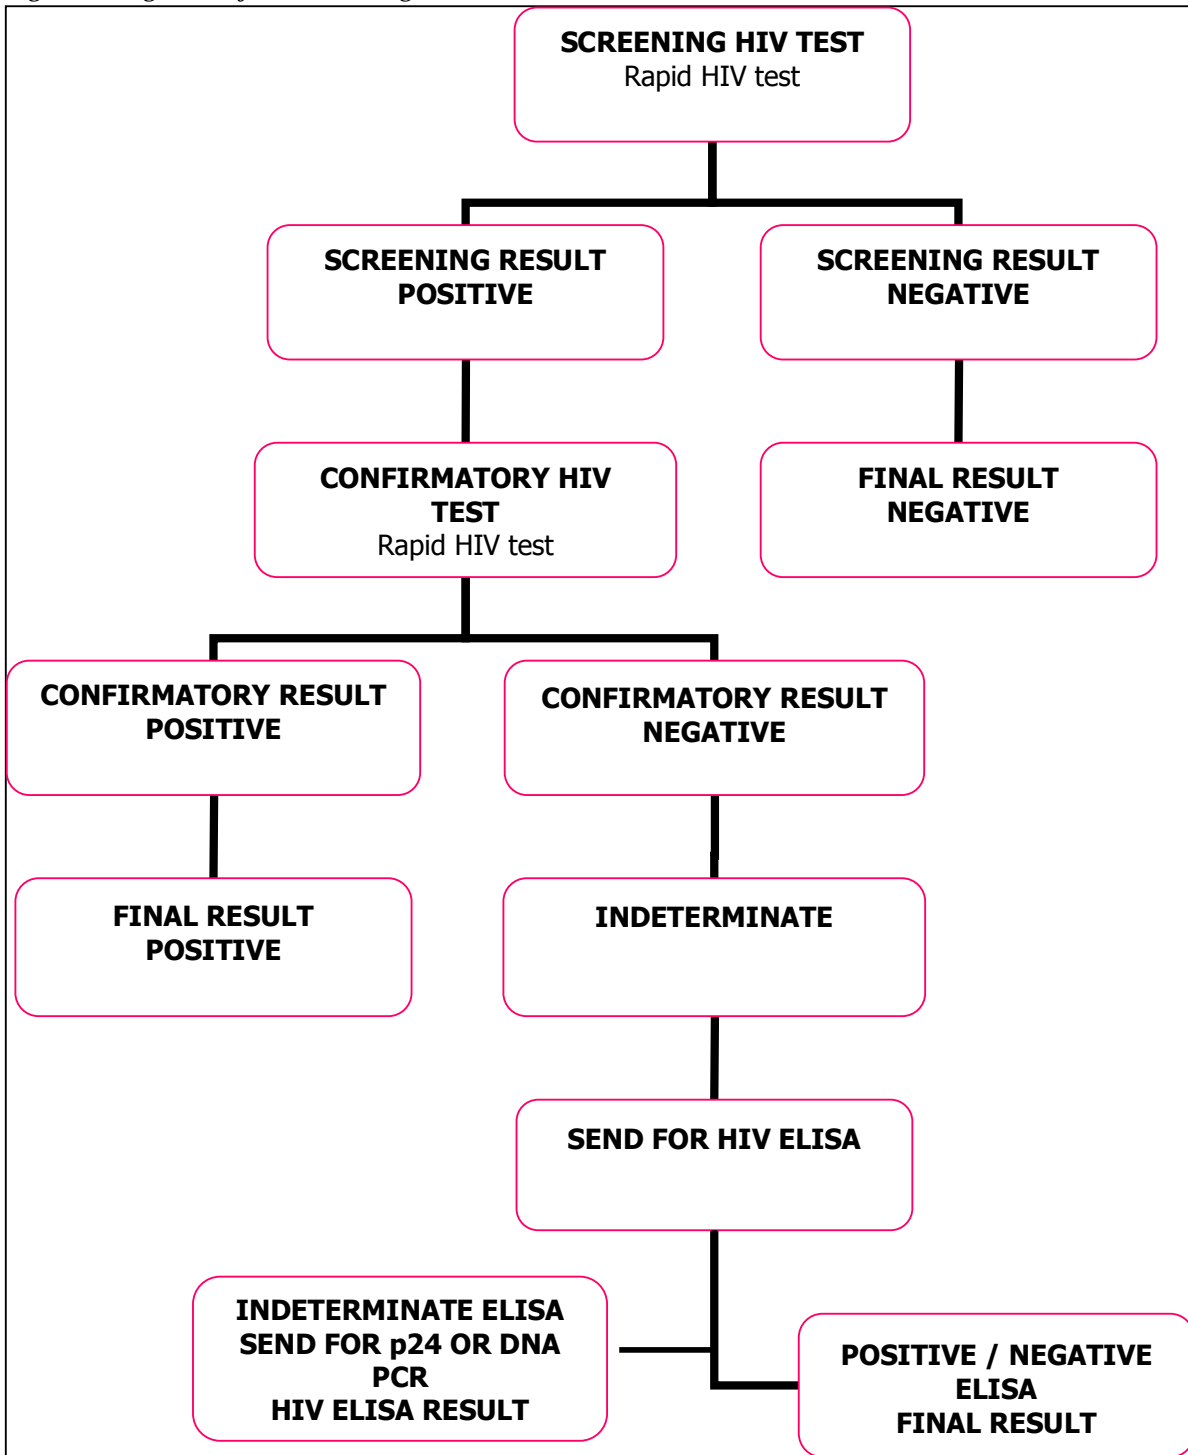 SCREENING HIV TEST
Rapid HIV test
SCREENING RESULT
POSITIVE
SCREENING RESULT
NEGATIVE
CONFIRMATORY HIV
TEST
Rapid HIV test
FINAL RESULT
NEGATIVE
CONFIRMATORY RESULT
POSITIVE
CONFIRMATORY RESULT
NEGATIVE
FINAL RESULT
POSITIVE
INDETERMINATE
SEND FOR HIV ELISA
INDETERMINATE ELISA
SEND FOR p24 OR DNA
PCR
HIV ELISA RESULT
POSITIVE / NEGATIVE
ELISA
FINAL RESULT